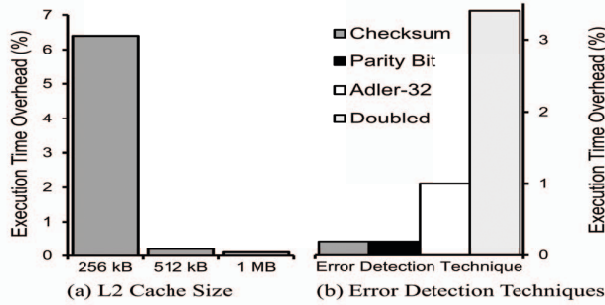 Execution Time Overhead (%)
7
6
5
4
3
2
1
0
256 kB 512 kB 1 MB
(a) L2 Cache Size
Checksum
Parity Bit
Adler-32
Doubled
3
1
0
Execution Time Overhead (%)
Error Detection Technique
(b) Error Detection Techniques